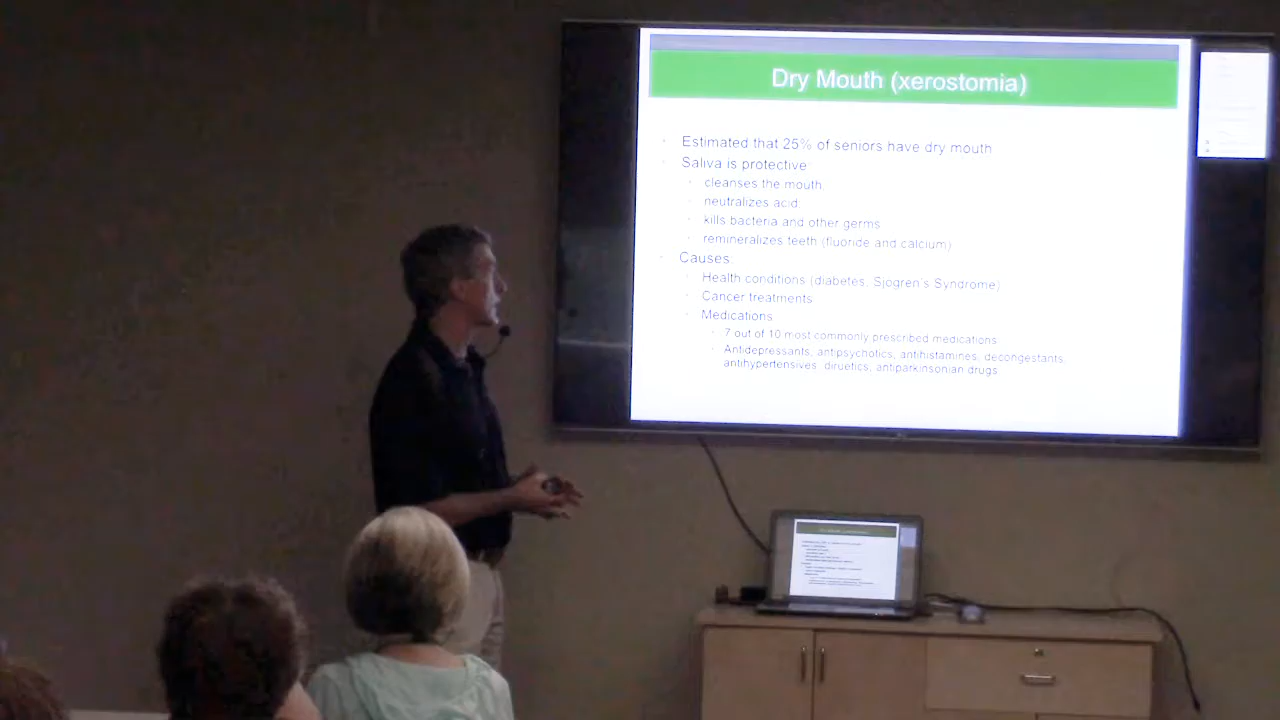 Dry Mouth (xerostomia)
Estimated that 25% of seniors have dry mouth
Saliva is protective:
cleanses the mouth
neutralizes acid:
kills bacteria and other germs
remineralizes teeth (fluoride and calcium)
Causes:
Health conditions (diabetes, Sjogren's Syndrome)
Cancer treatments
Medications
7 out of 10 most commonly prescribed medications
Antidepressants, antipsychotics, antihistamines, decongestants,
antihypertensives, diruetics, antiparkinsonian drugs